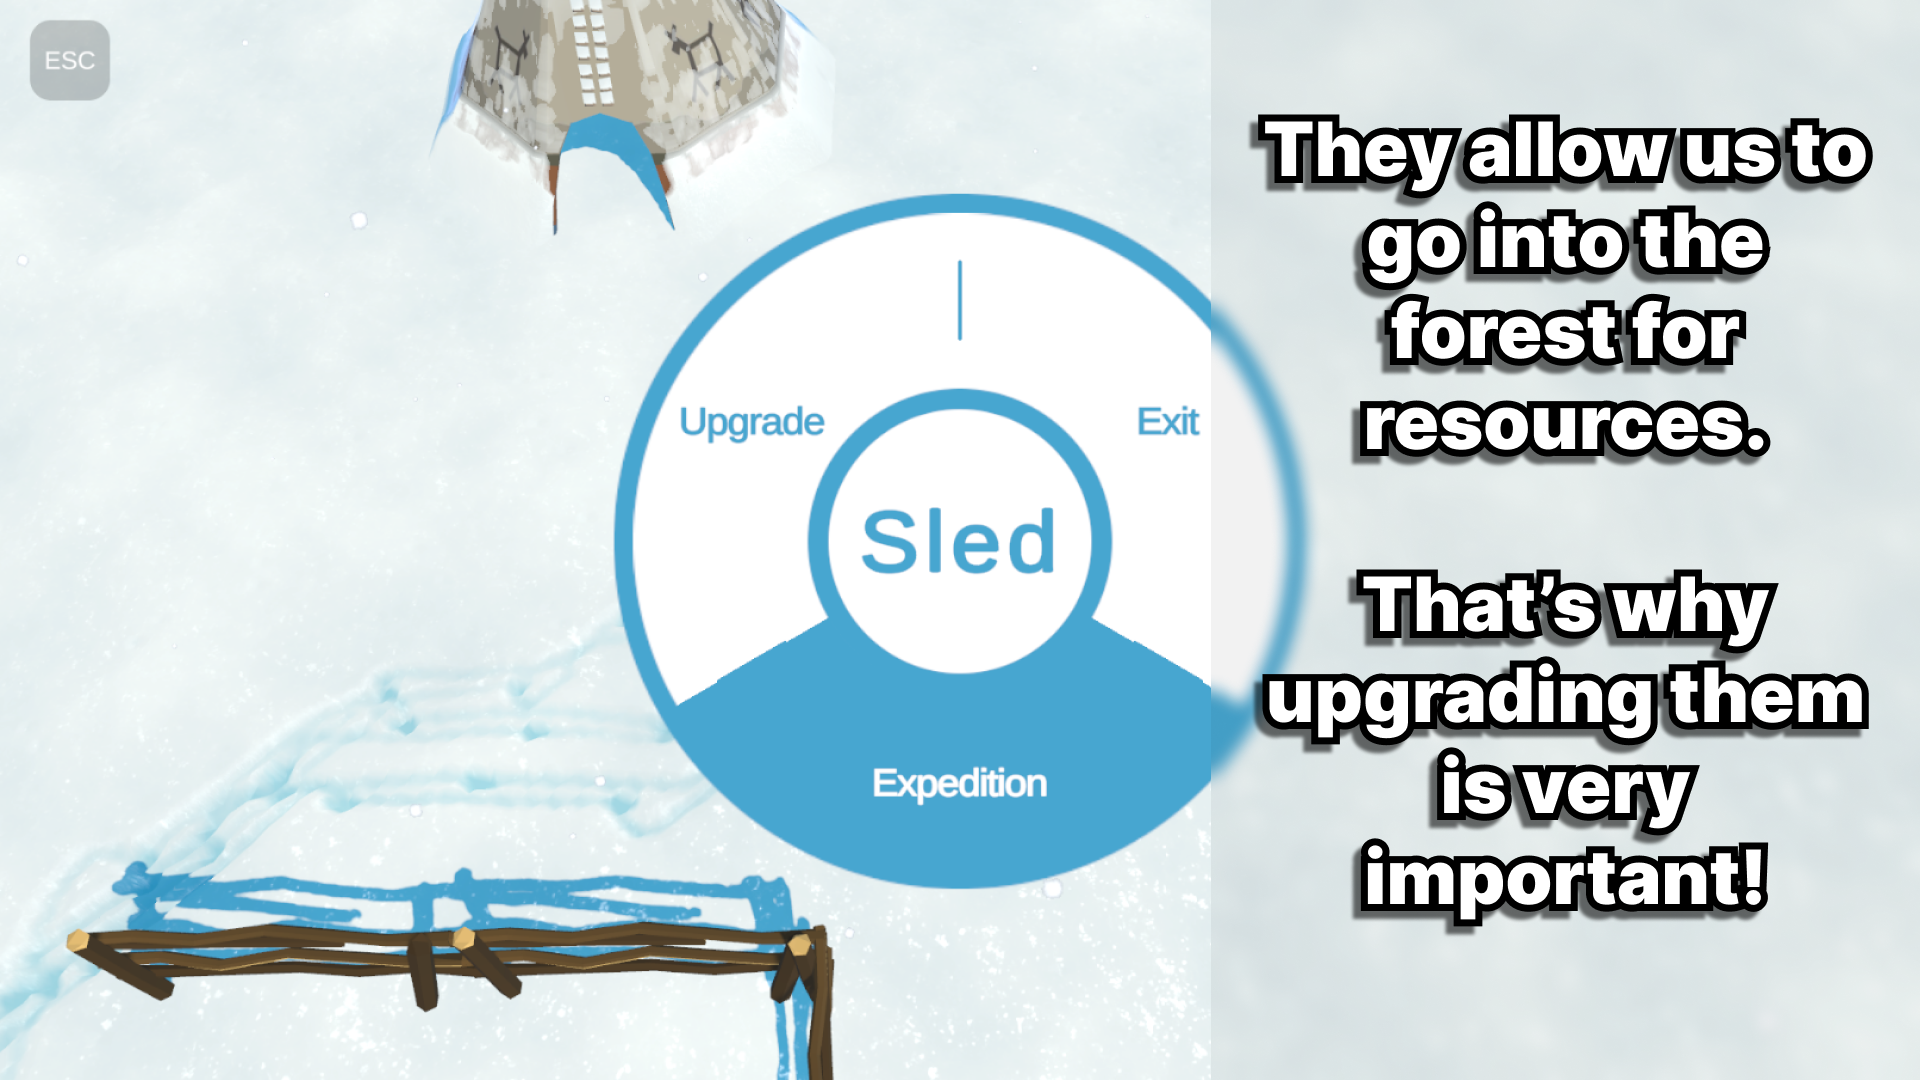 ESC
Upgrade
Exit
Sled
Expedition
They allow us to
go into the
forest for
resources.
That’s why
upgrading them
is very
important!